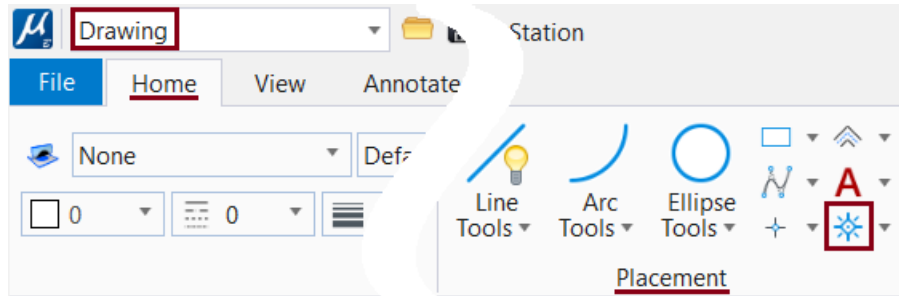 Drawing Station
File Home View Annotate
None Defa
0 0
Line Tools
Arc Tools
Ellipse Tools
A
Placement